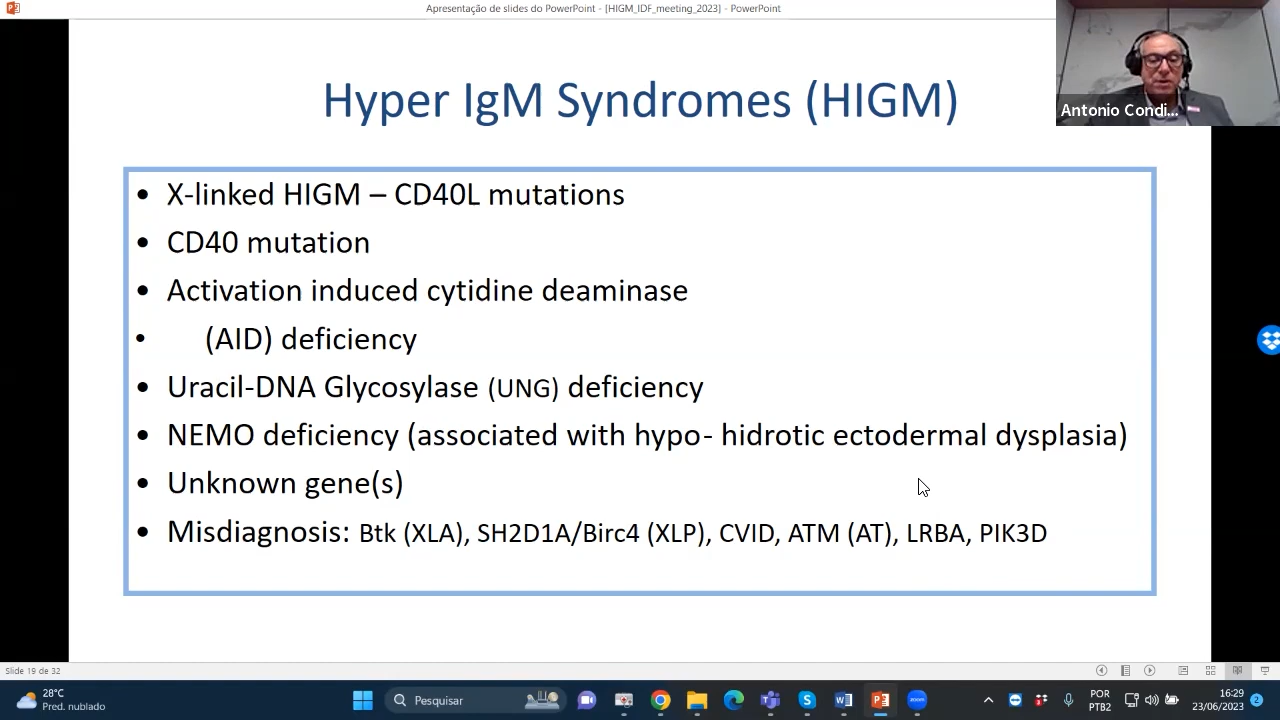 Apresentação de slides do PowerPoint - [HIGM_IDF_meeting_2023] - PowerPoint
Antonio Condi...
Hyper IgM Syndromes (HIGM)
• X-linked HIGM – CD40L mutations
• CD40 mutation
• Activation induced cytidine deaminase
• (AID) deficiency
• Uracil-DNA Glycosylase (UNG) deficiency
• NEMO deficiency (associated with hypo- hidrotic ectodermal dysplasia)
• Unknown gene(s)
• Misdiagnosis: Btk (XLA), SH2D1A/Birc4 (XLP), CVID, ATM (AT), LRBA, PIK3D
Slide 19 de 32
28°C
Pred. nublado
Pesquisar
zoom
POR
PTB2
16:29
23/06/2023
2